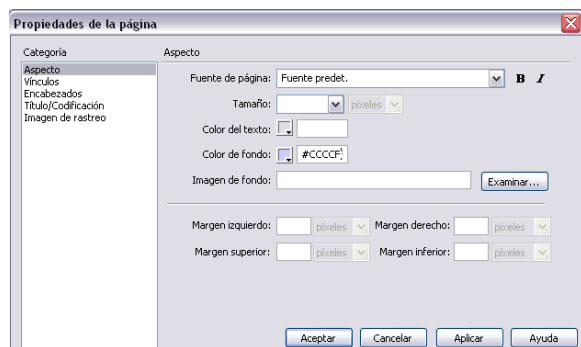 Propiedades de la página
Categoría
Aspecto
Vínculos
Encabezados
Título/Codificación
Imagen de rastreo
Aspecto
Fuente de página: Fuente predet. B I
Tamaño: píxeles
Color del texto:
Color de fondo: #CCCCF
Imagen de fondo: Examinar...
Margen izquierdo: píxeles Margen derecho: píxeles
Margen superior: píxeles Margen inferior: píxeles
Aceptar Cancelar Aplicar Ayuda